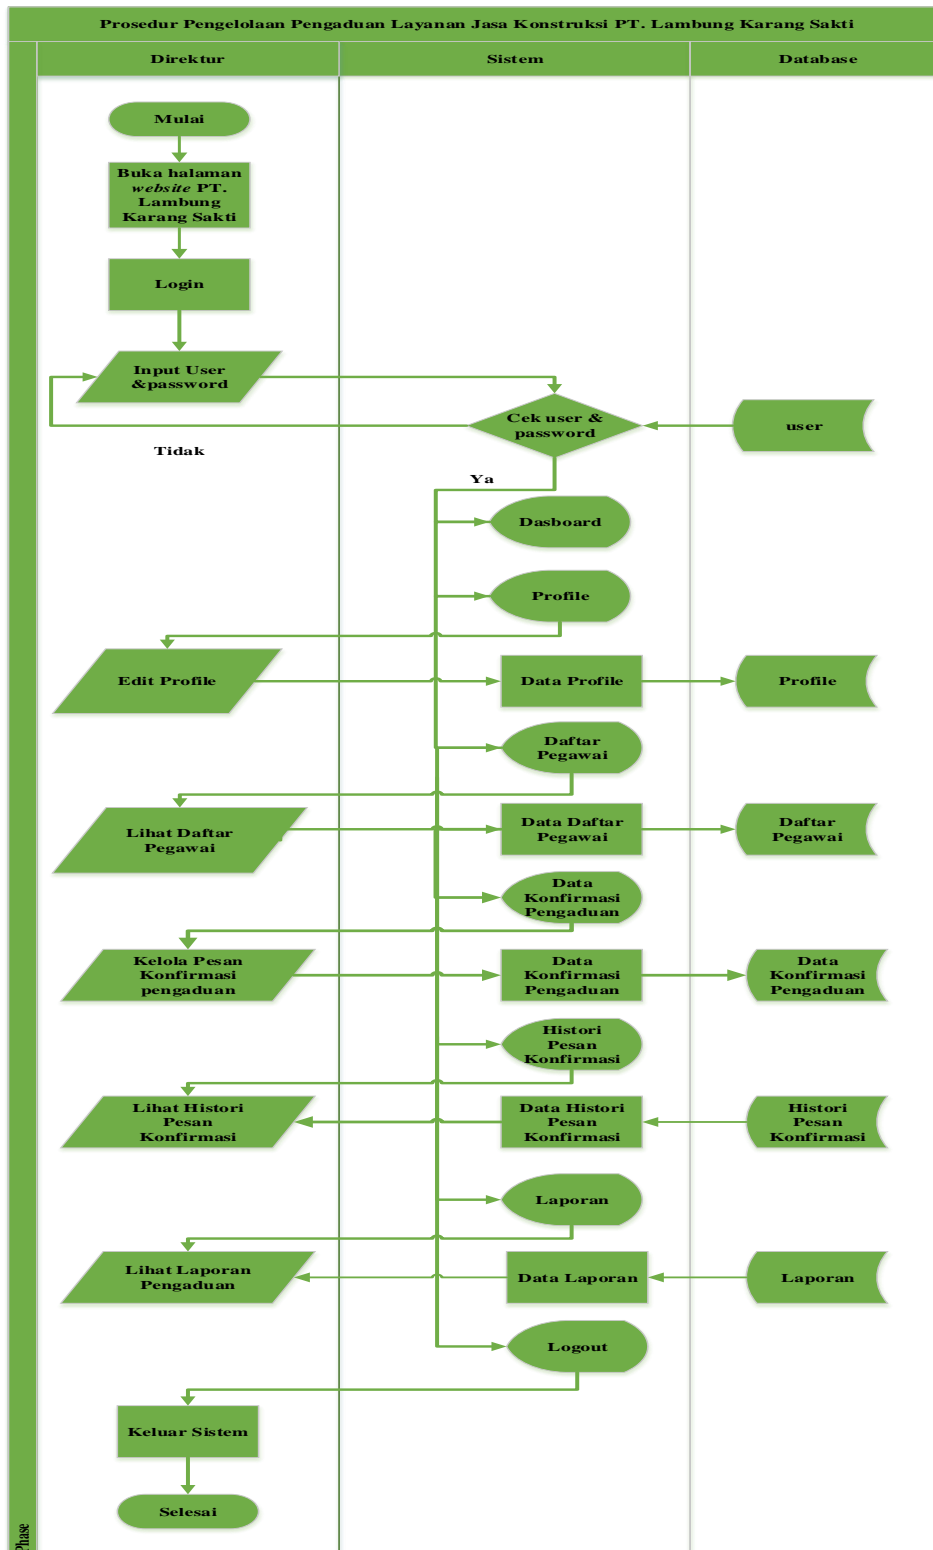 Prosedur Pengelolaan Pengaduan Layanan Jasa Konstruksi PT. Lambung Karang Sakti
Direktur
Sistem
Database
Mulai
Buka halaman
website PT.
Lambung
Karang Sakti
Login
Input User
&password
Cek user &
password
user
Tidak
Ya
Dasboard
Profile
Edit Profile
Data Profile
Profile
Daftar
Pegawai
Lihat Daftar
Pegawai
Data Daftar
Pegawai
Daftar
Pegawai
Data
Konfirmasi
Pengaduan
Kelola Pesan
Konfirmasi
pengaduan
Data
Konfirmasi
Pengaduan
Data
Konfirmasi
Pengaduan
Histori
Pesan
Konfirmasi
Lihat Histori
Pesan
Konfirmasi
Data Histori
Pesan
Konfirmasi
Histori
Pesan
Konfirmasi
Laporan
Lihat Laporan
Pengaduan
Data Laporan
Laporan
Logout
Keluar Sistem
Selesai
Phase